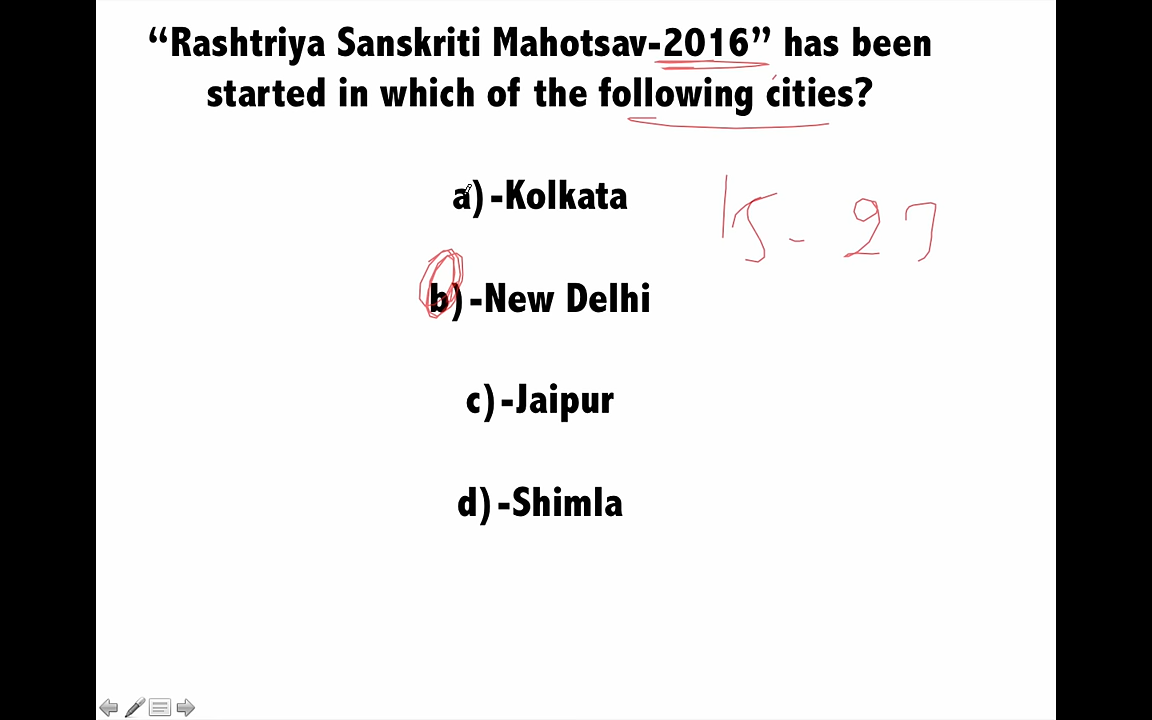 “Rashtriya Sanskriti Mahotsav-2016” has been
started in which of the following cities?
a)-Kolkata
15- 27
b)-New Delhi
c)-Jaipur
d)-Shimla